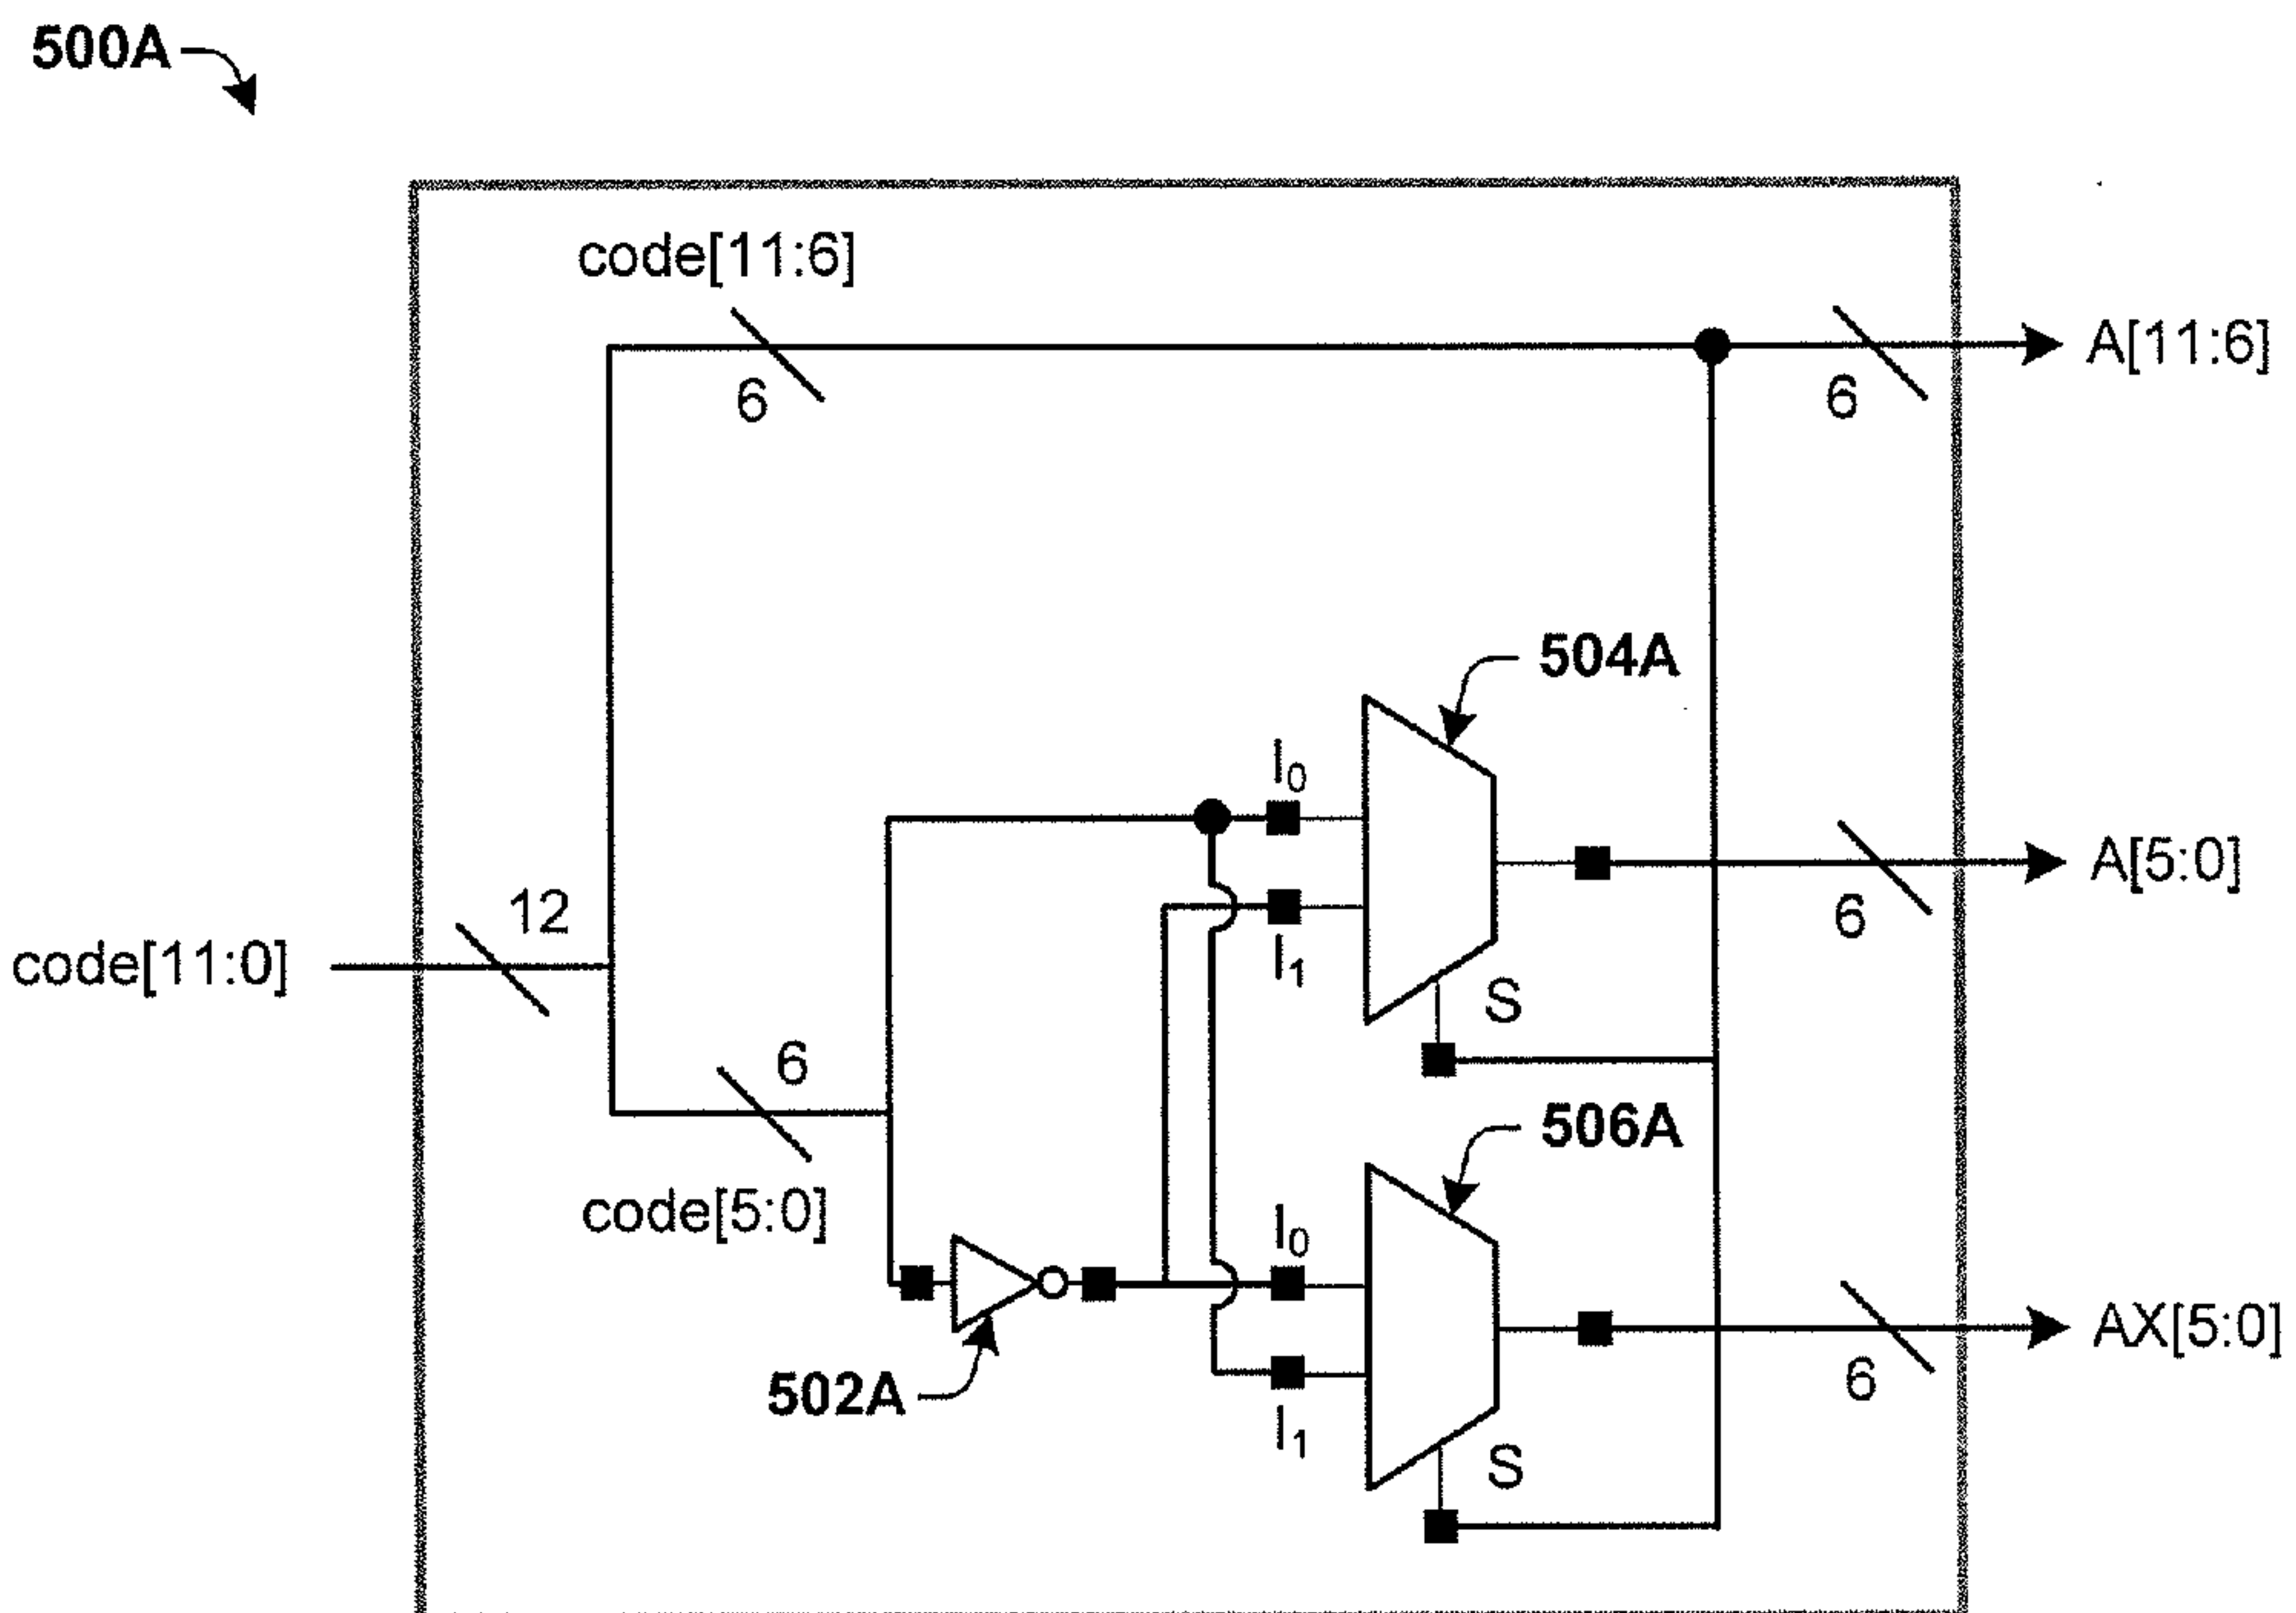 500A
code[11:6]
6
6
A[11:6]
504A
I0
I1
S
6
A[5:0]
12
code[11:0]
6
code[5:0]
506A
I0
I1
S
502A
6
AX[5:0]